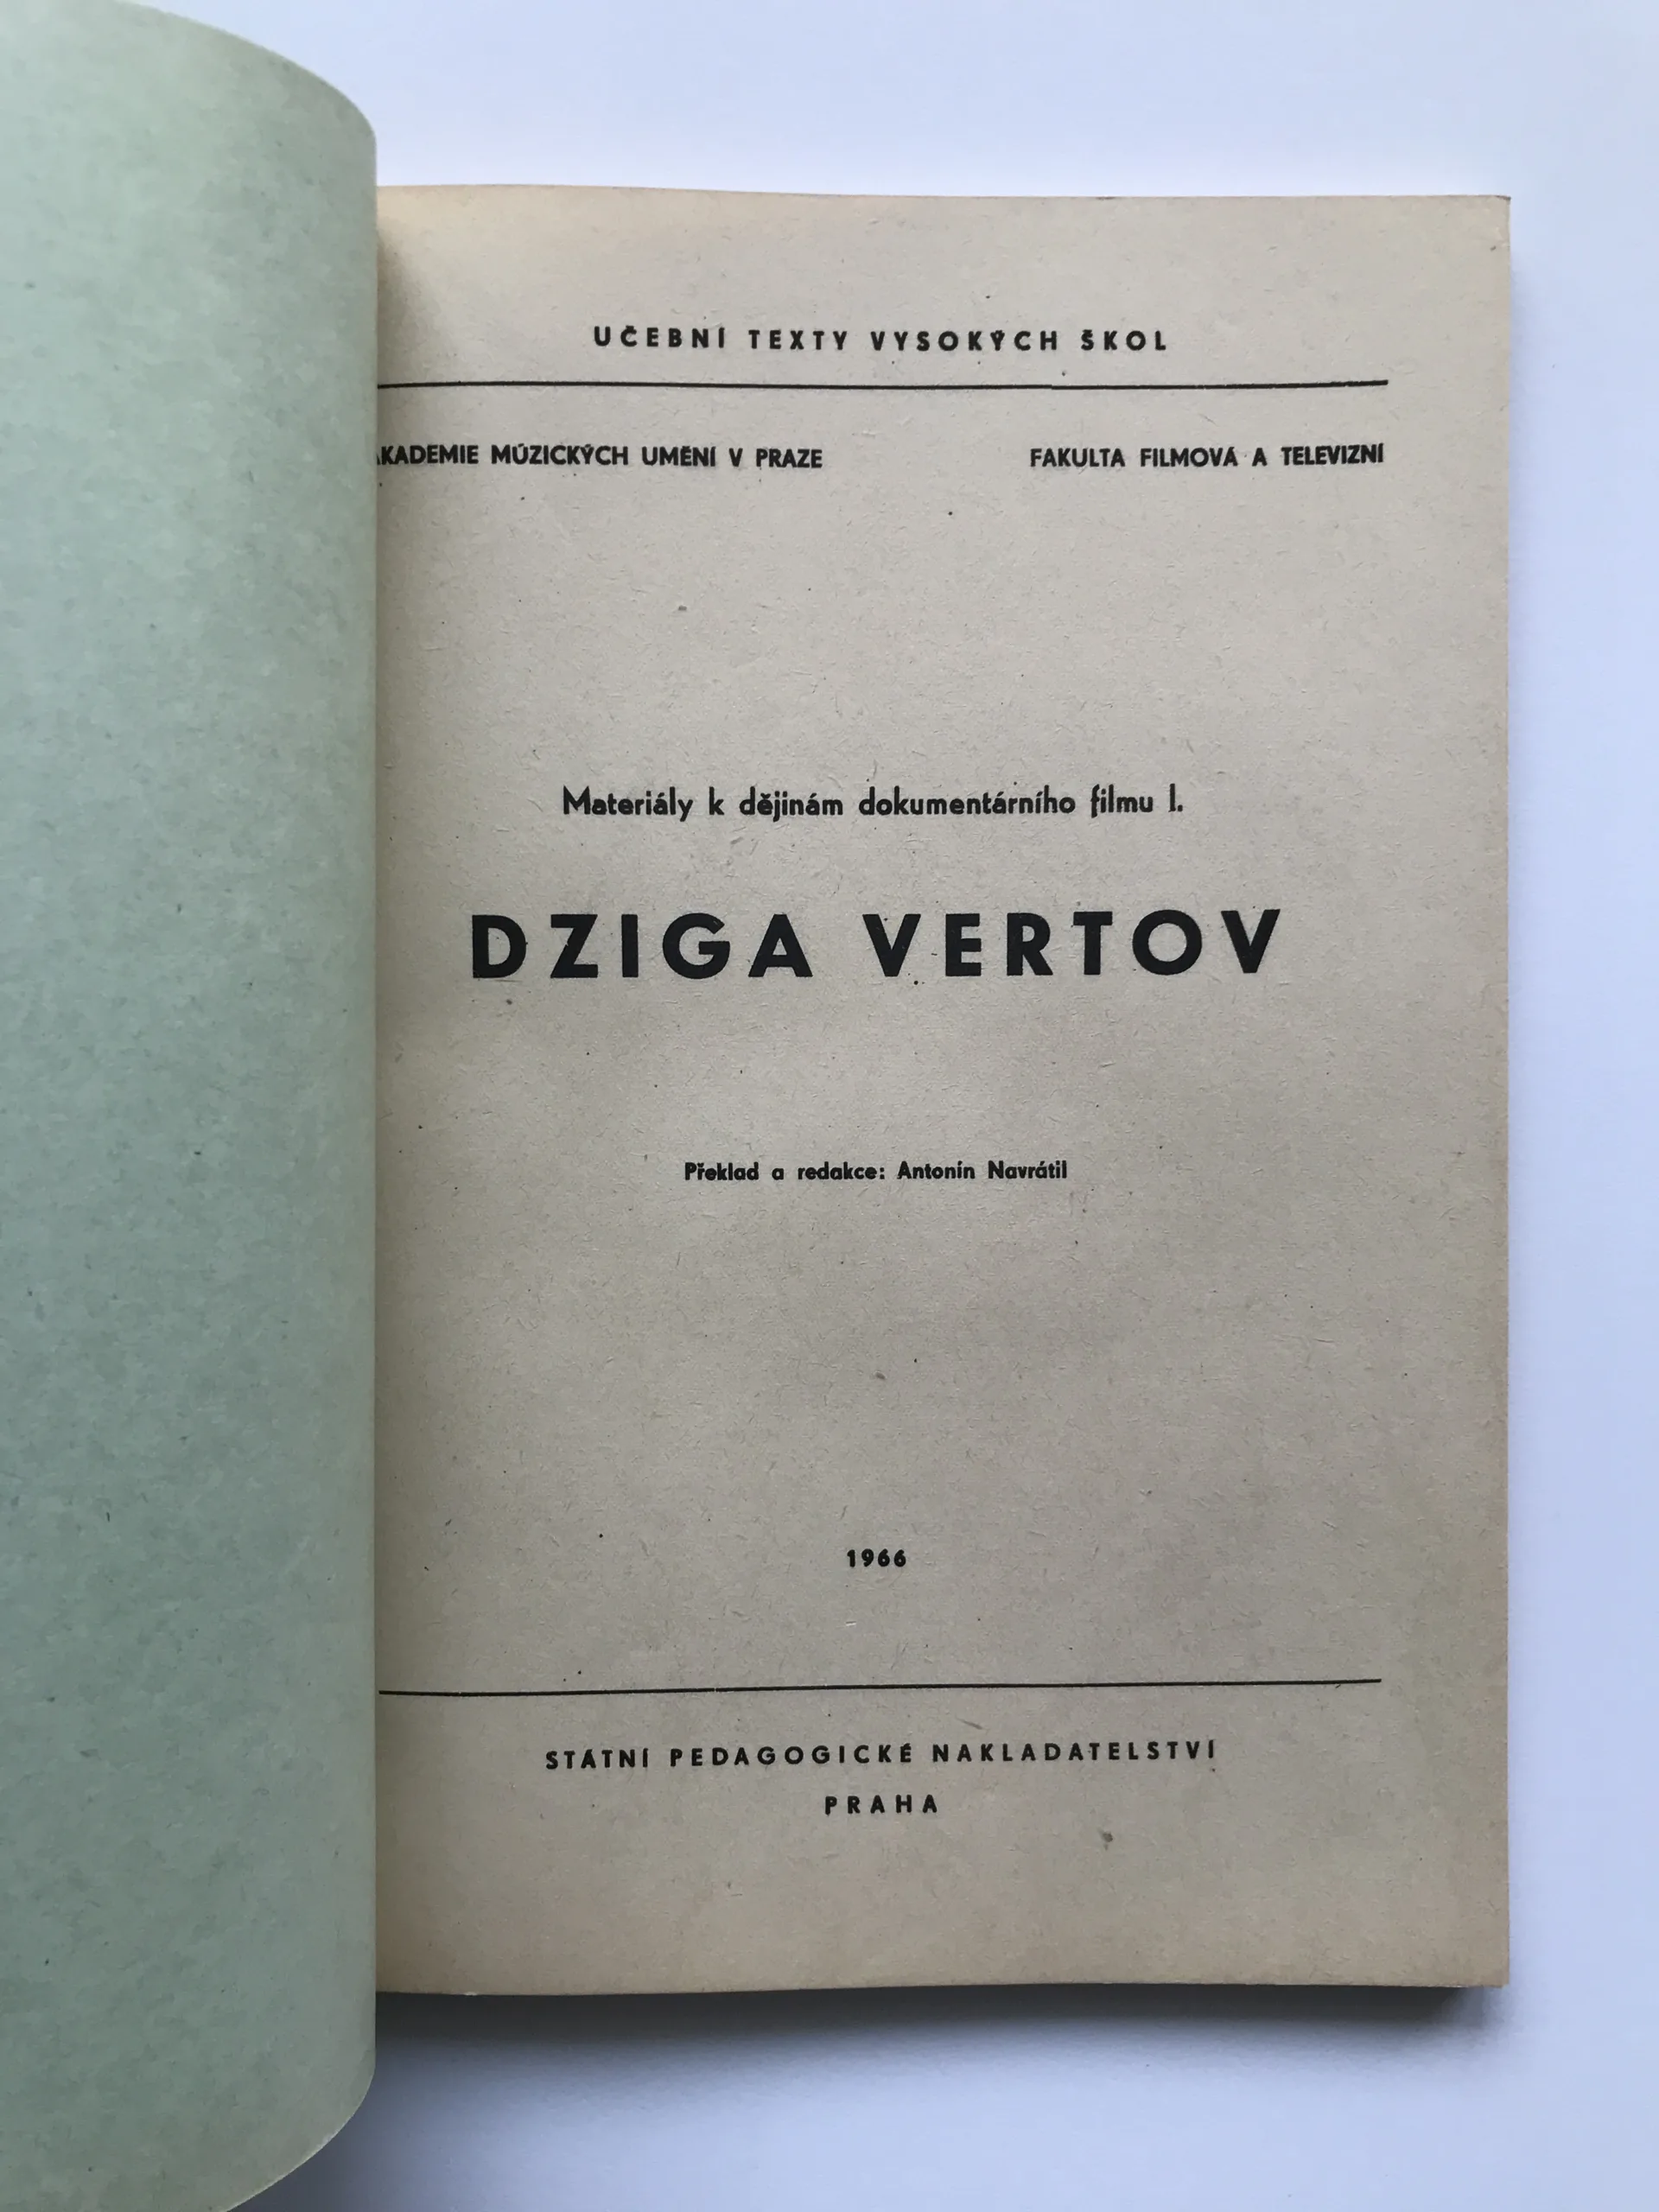 UČEBNÍ TEXTY VYSOKÝCH ŠKOL
AKADEMIE MÚZICKÝCH UMĚNÍ V PRAZE FAKULTA FILMOVÁ A TELEVIZNÍ
Materiály k dějinám dokumentárního filmu I.
DZIGA VERTOV
Překlad a redakce: Antonín Navrátil
1966
STÁTNÍ PEDAGOGICKÉ NAKLADATELSTVÍ
PRAHA